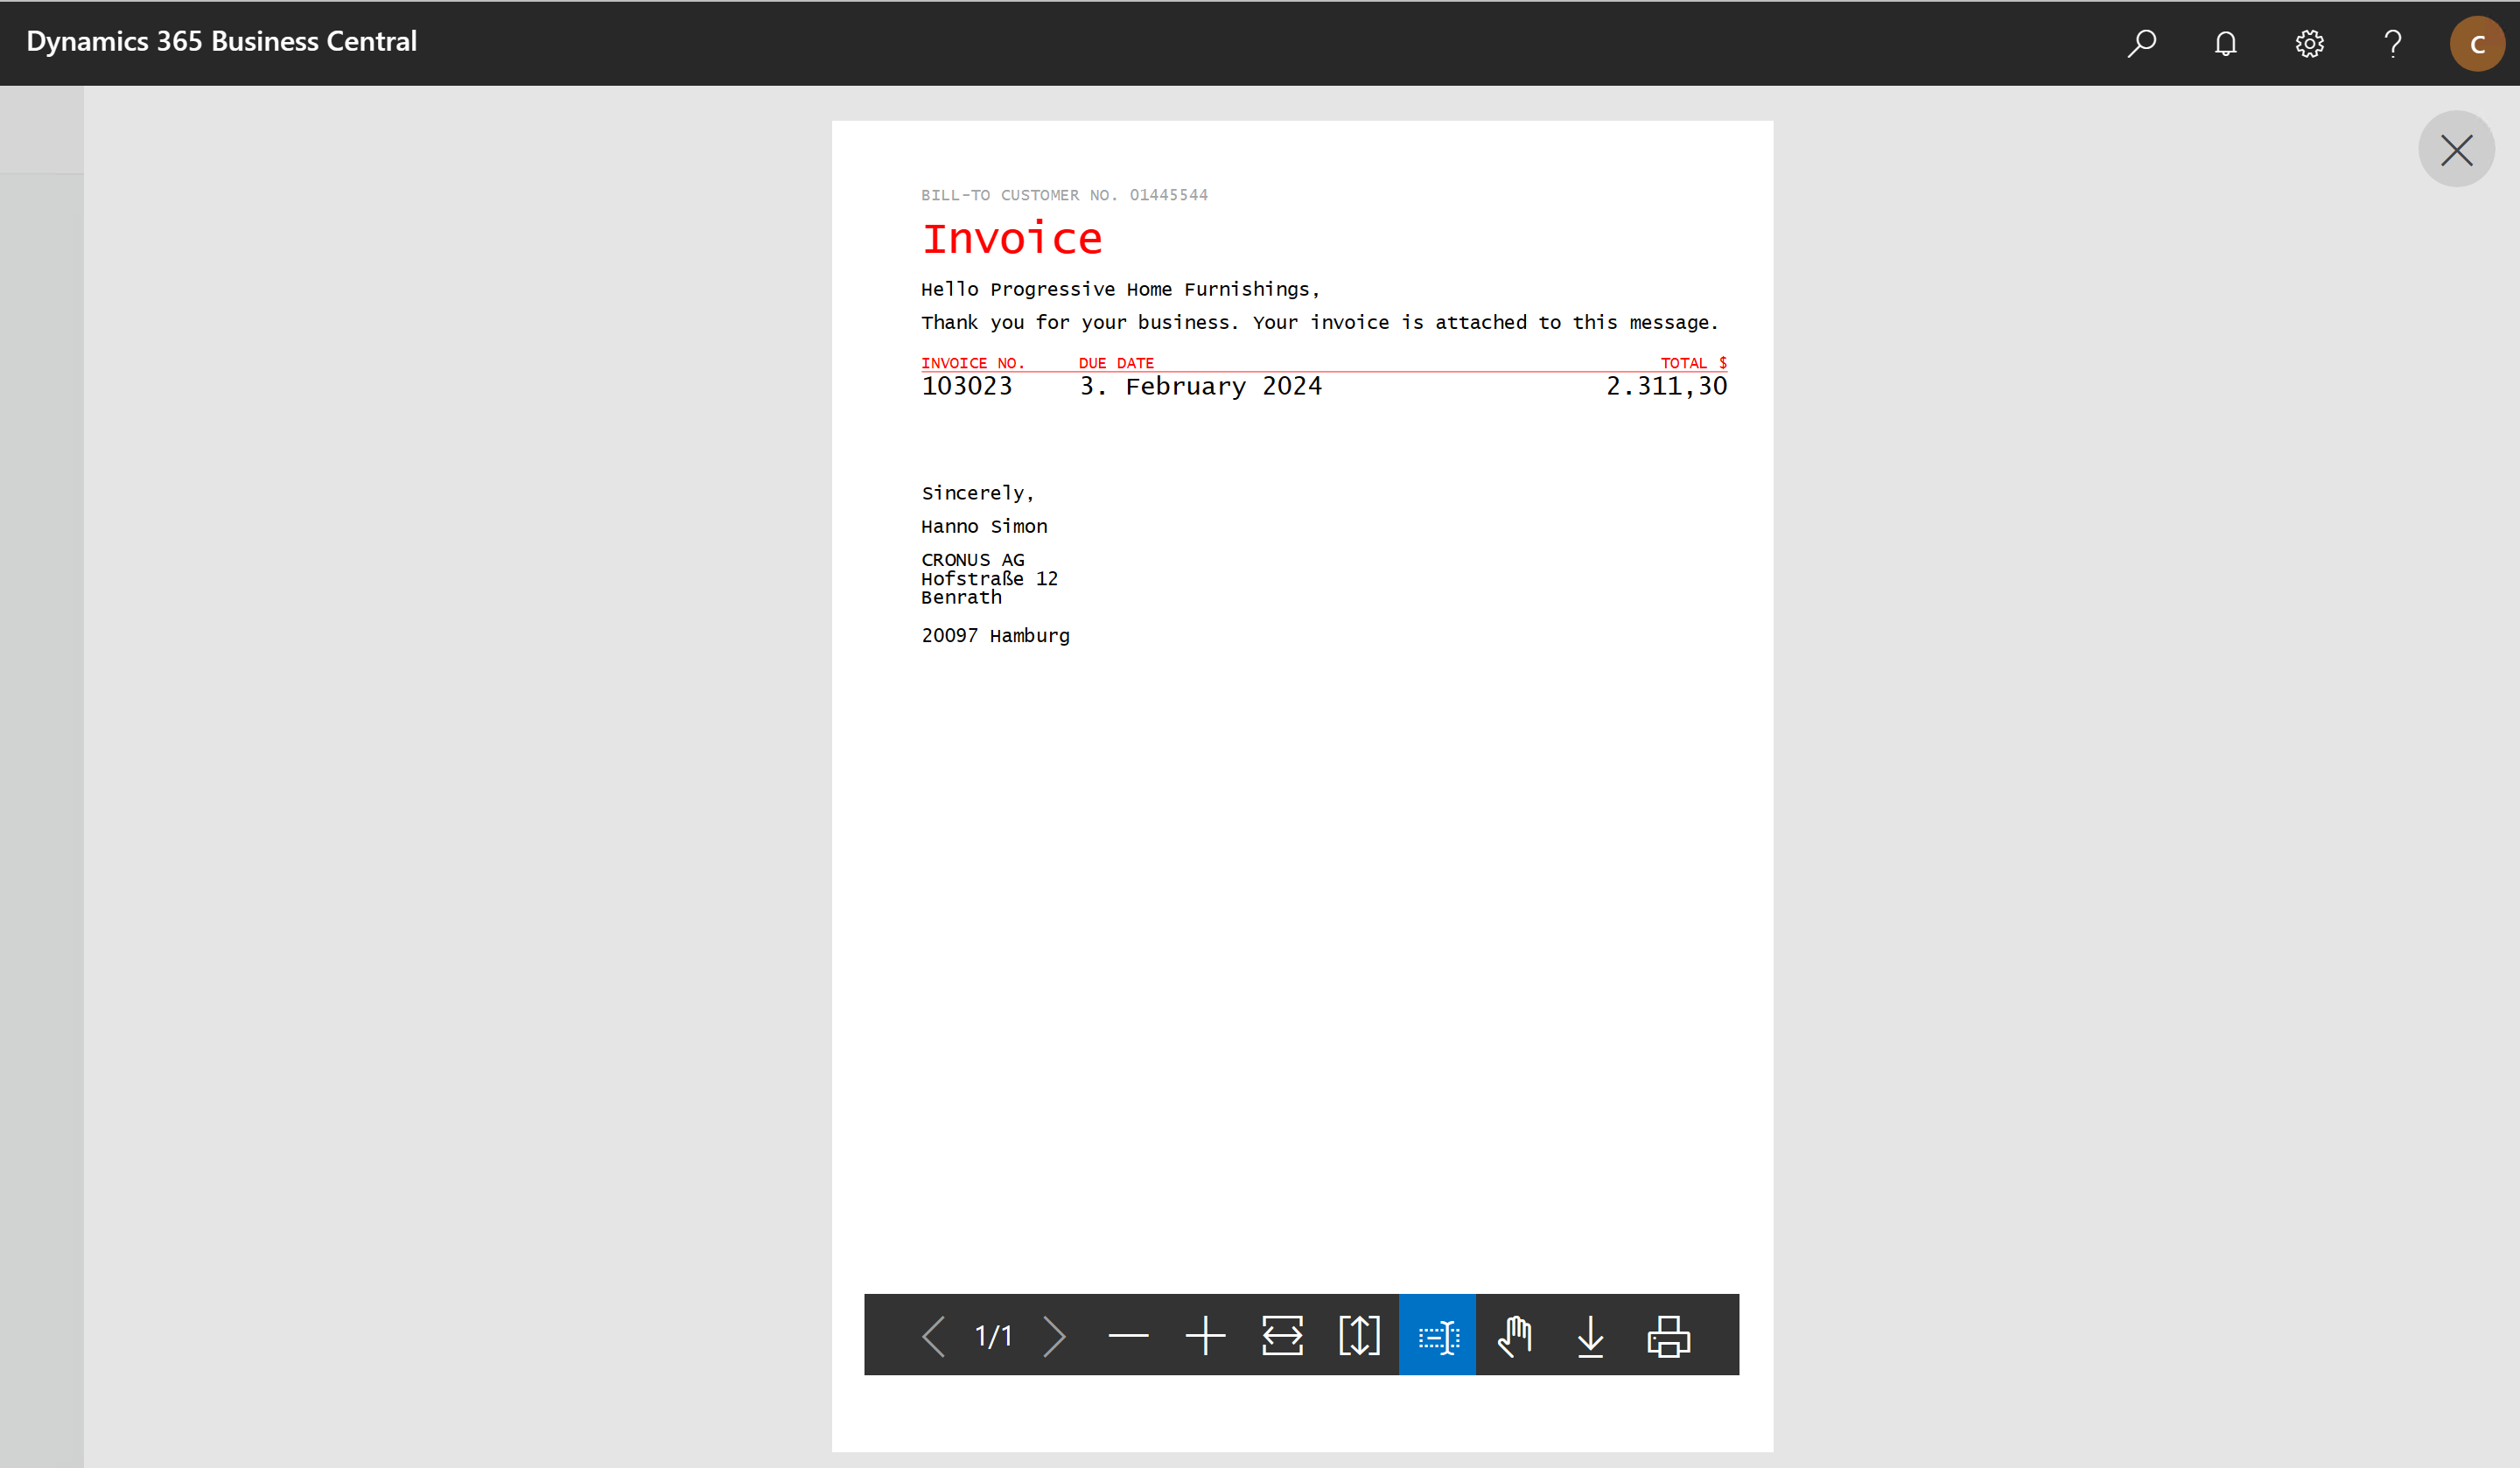 Dynamics 365 Business Central
C
BILL-TO CUSTOMER NO. 01445544
Invoice
Hello Progressive Home Furnishings,
Thank you for your business. Your invoice is attached to this message.
INVOICE NO. DUE DATE TOTAL $
103023 3. February 2024 2.311,30
Sincerely,
Hanno Simon
CRONUS AG
Hofstraße 12
Benrath
20097 Hamburg
1/1